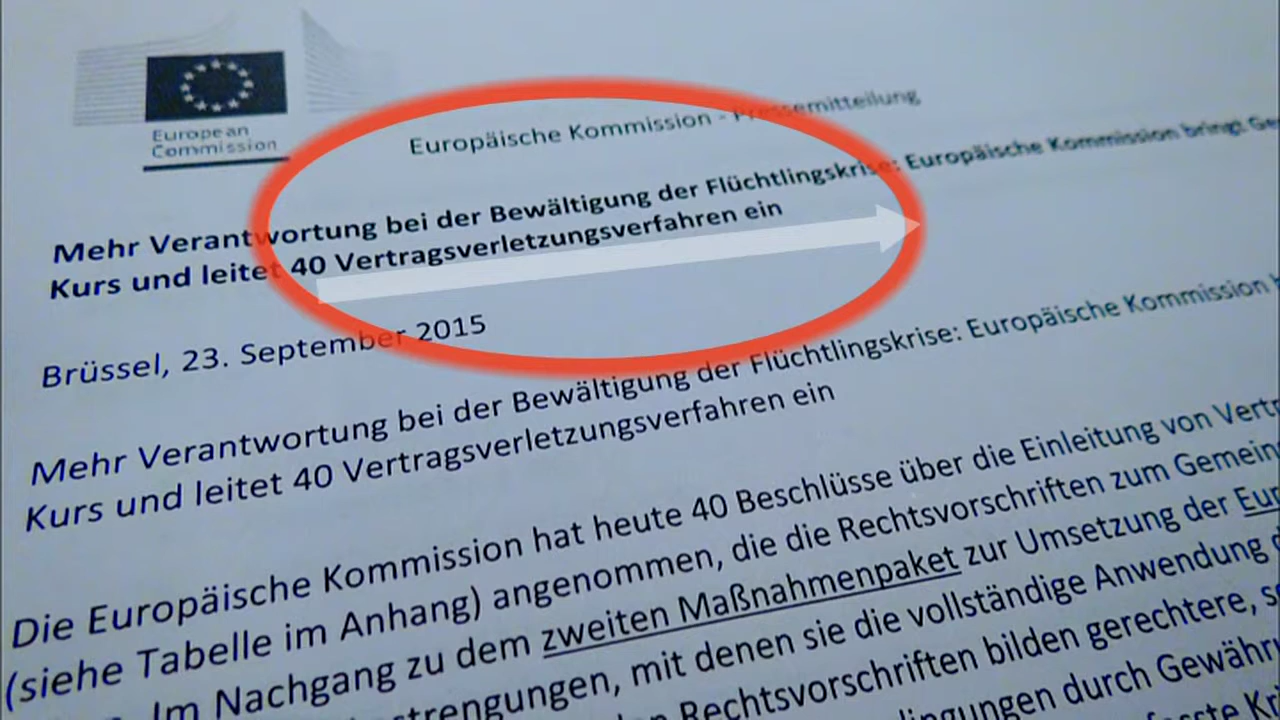 European
Commission
Europäische Kommission - Pressemitteilung
Mehr Verantwortung bei der Bewältigung der Flüchtlingskrise: Europäische Kommission bringt
Kurs und leitet 40 Vertragsverletzungsverfahren ein
Brüssel, 23. September 2015
Mehr Verantwortung bei der Bewältigung der Flüchtlingskrise: Europäische Kommission
Kurs und leitet 40 Vertragsverletzungsverfahren ein
Die Europäische Kommission hat heute 40 Beschlüsse über die Einleitung von
(siehe Tabelle im Anhang) angenommen, die die Rechtsvorschriften zum
Im Nachgang zu dem zweiten Maßnahmenpaket zur Umsetzung der
mit denen sie die vollständige Anwendung
Rechtsvorschriften bilden gerechtere,
durch